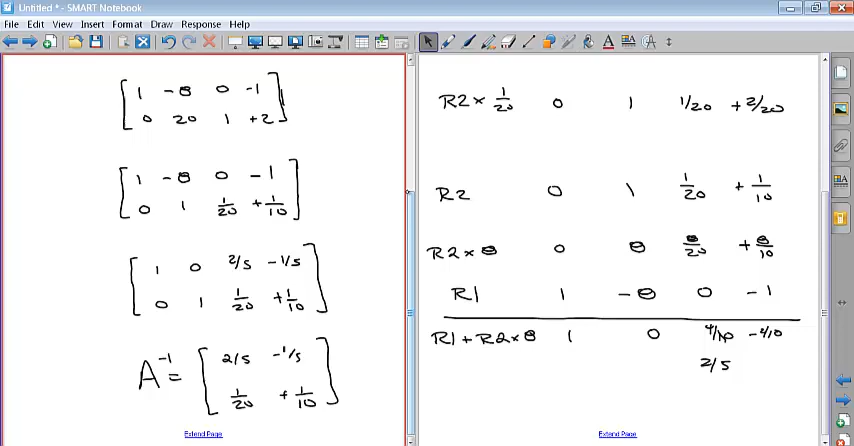 Untitled * - SMART Notebook
File Edit View Insert Format Draw Response Help
1 -8 0 -1
0 20 1 +2
1 -8 0 -1
0 1 1/20 +1/10
1 0 2/5 -1/5
0 1 1/20 +1/10
A⁻¹ = 2/5 -1/5
1/20 +1/10
Extend Page
R2 × 1/20 0 1 1/20 +2/20
R2 0 1 1/20 +1/10
R2 × 8 0 8 8/20 +8/10
R1 1 -8 0 -1
R1 + R2 × 8 1 0 4/10 -2/10
2/5
Extend Page